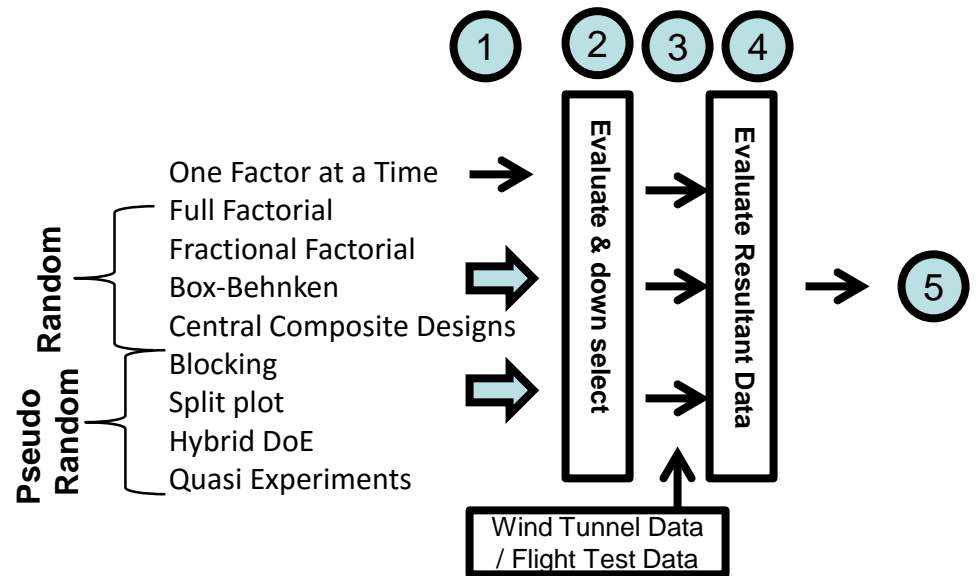 1
2
3
4
One Factor at a Time
Full Factorial
Fractional Factorial
Box-Behnken
Central Composite Designs
Blocking
Split plot
Hybrid DoE
Quasi Experiments
Random
Pseudo
Random
Evaluate & down select
Evaluate Resultant Data
5
Wind Tunnel Data
/ Flight Test Data